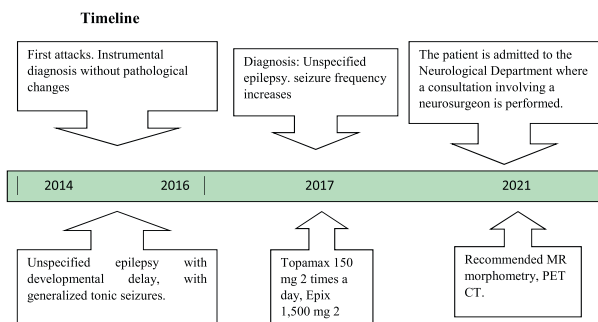 Timeline
First attacks. Instrumental
diagnosis without pathological
changes
Diagnosis: Unspecified
epilepsy. seizure frequency
increases
The patient is admitted to the
Neurological Department where
a consultation involving a
neurosurgeon is performed.
2014
2016
2017
2021
Unspecified epilepsy with
developmental delay, with
generalized tonic seizures.
Topamax 150
mg 2 times a
day, Epix
1,500 mg 2
Recommended MR
morphometry, PET
CT.